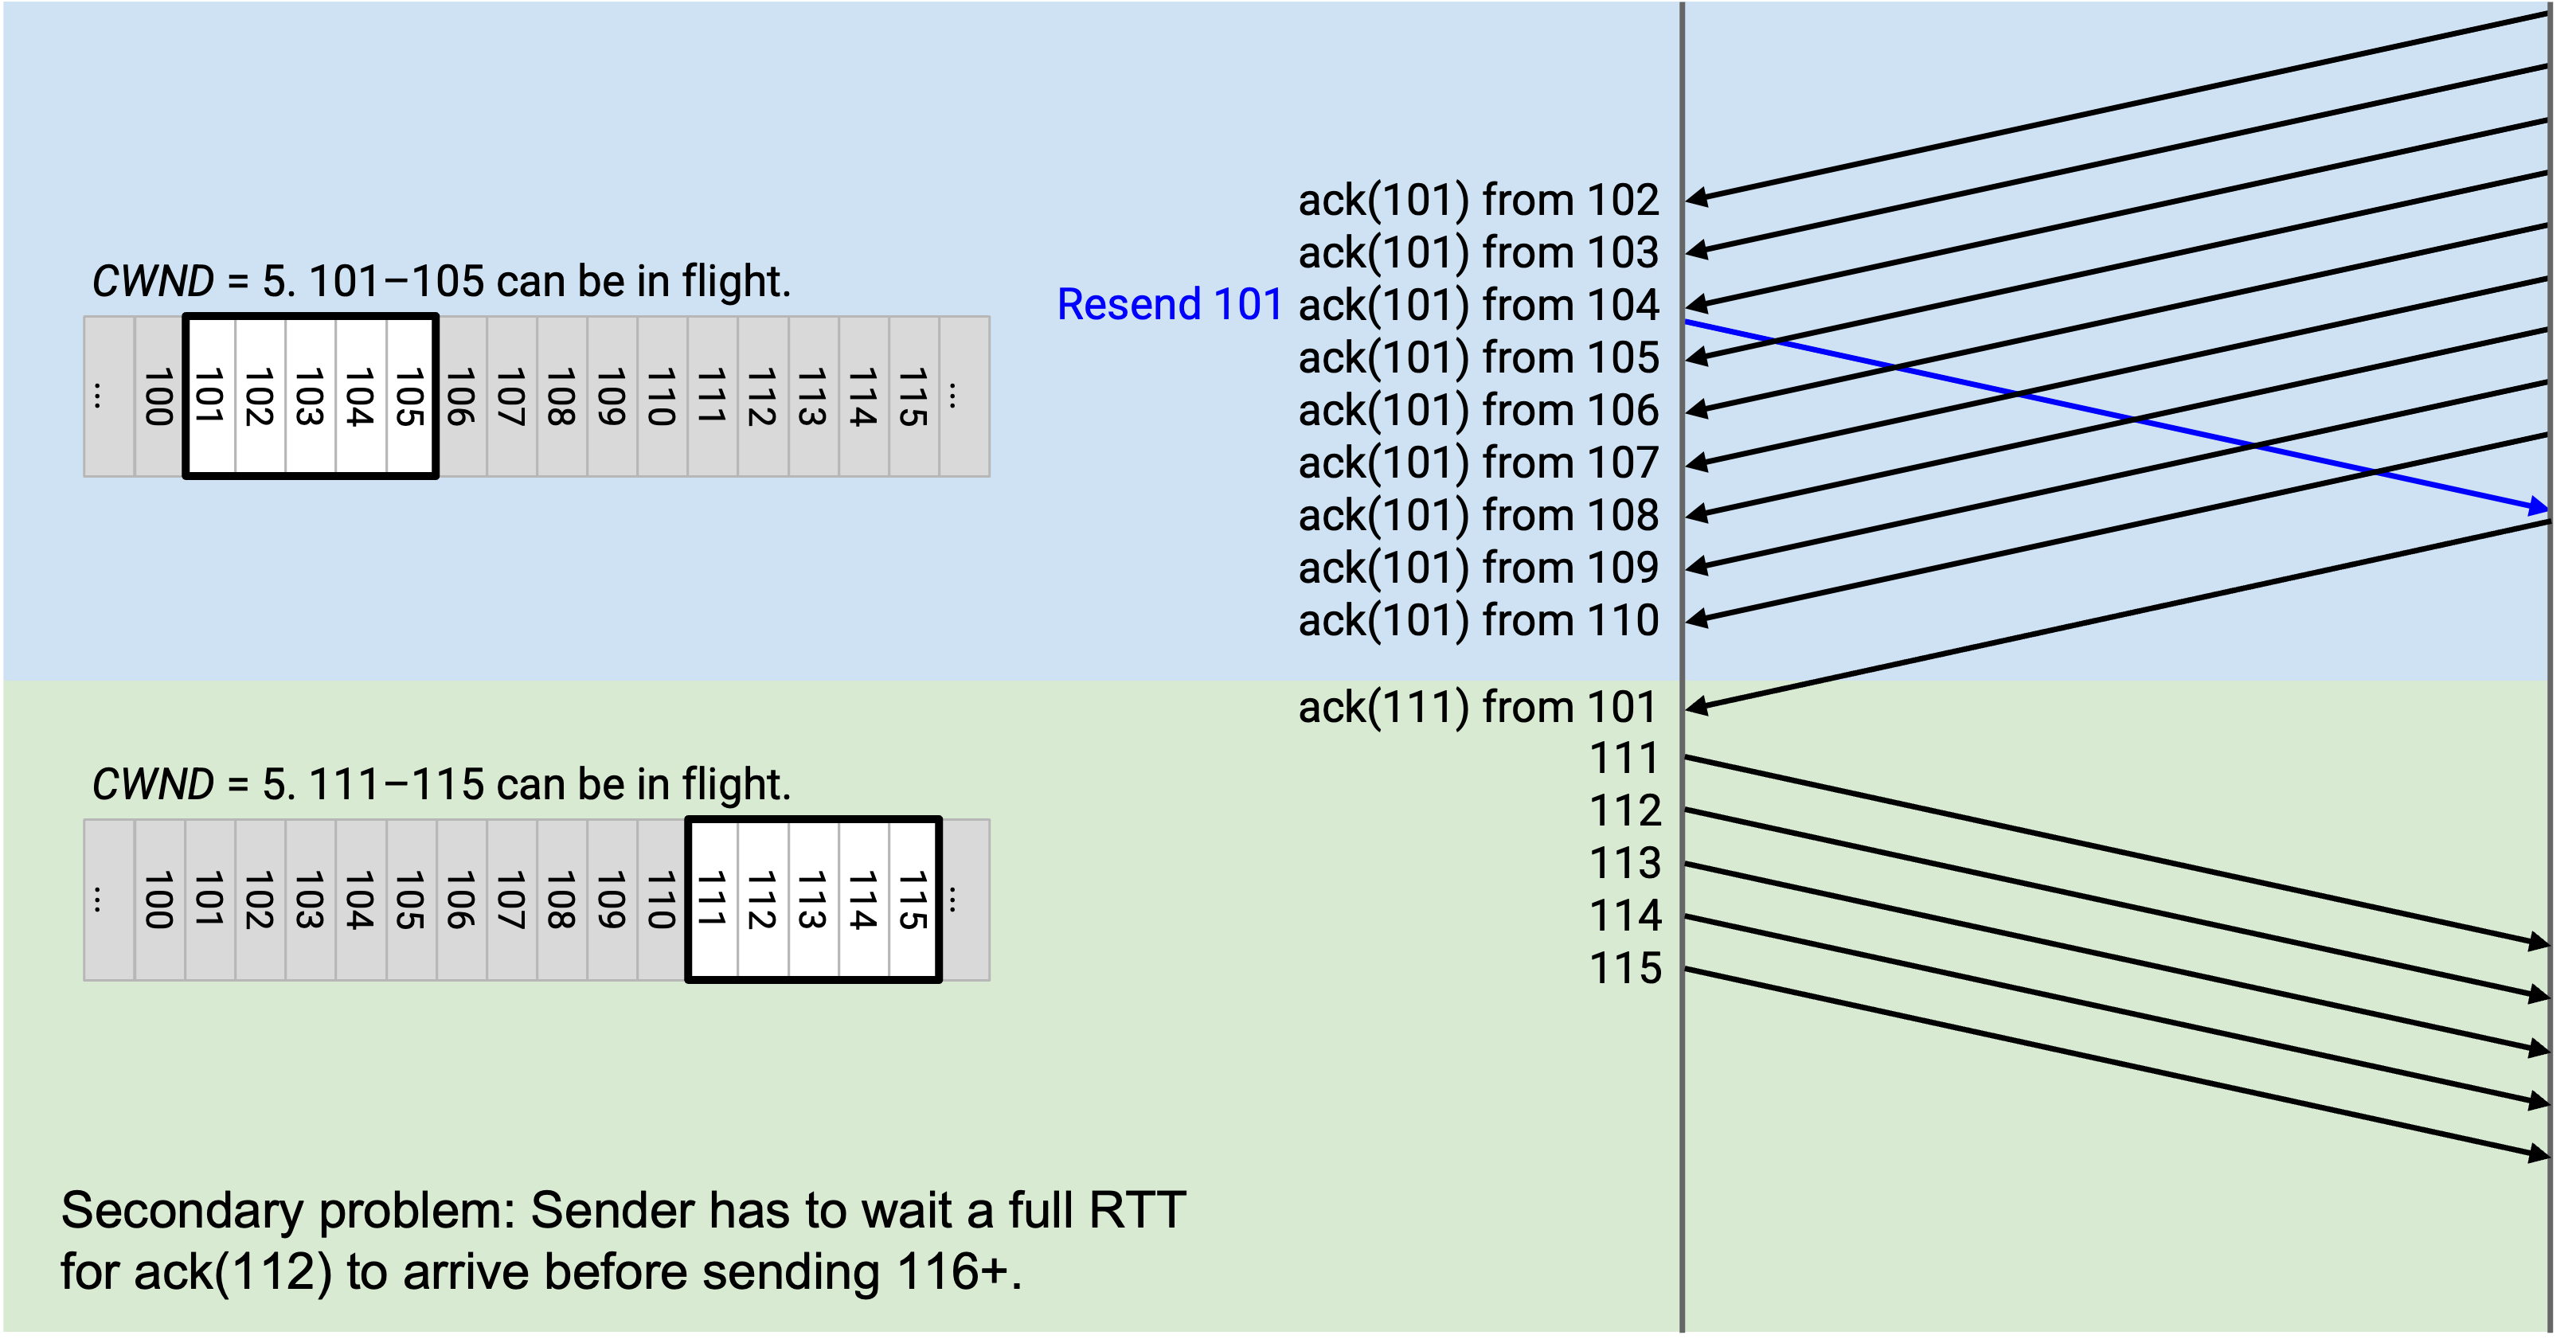 ack(101) from 102
ack(101) from 103
CWND = 5. 101–105 can be in flight.
Resend 101 ack(101) from 104
ack(101) from 105
... 100 101 102 103 104 105 106 107 108 109 110 111 112 113 114 115 ...
ack(101) from 106
ack(101) from 107
ack(101) from 108
ack(101) from 109
ack(101) from 110
ack(111) from 101
111
CWND = 5. 111–115 can be in flight.
112
113
... 100 101 102 103 104 105 106 107 108 109 110 111 112 113 114 115 ...
114
115
Secondary problem: Sender has to wait a full RTT
for ack(112) to arrive before sending 116+.